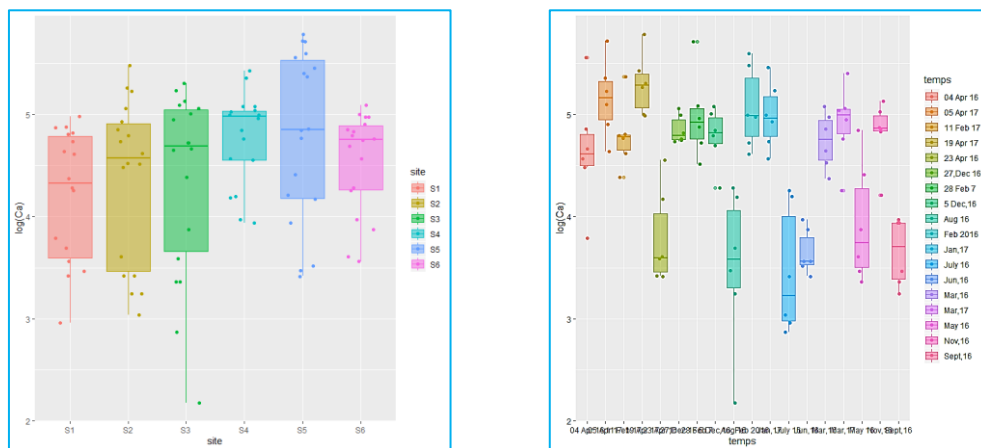 log(Ca)
5
4
3
2
S1
S2
S3
S4
S5
S6
site
site
S1
S2
S3
S4
S5
S6
log(Ca)
5
4
3
2
04 Apr 16
temps
temps
04 Apr 16
05 Apr 17
11 Feb 17
19 Apr 17
23 Apr 16
27,Dec 16
28 Feb 7
5 Dec,16
Aug 16
Feb 2016
Jan,17
July 16
Jun,16
Mar,16
Mar,17
May 16
Nov,16
Sept,16